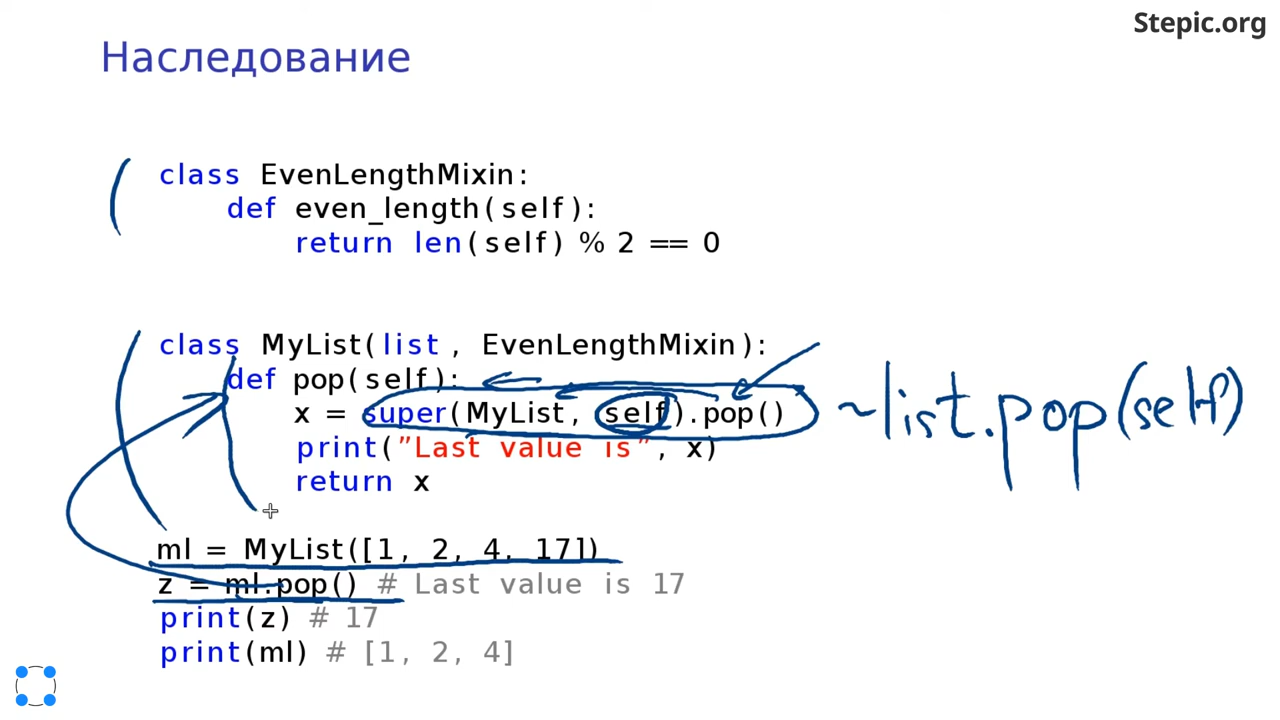 Stepic.org
Наследование
class EvenLengthMixin:
    def even_length(self):
        return len(self) % 2 == 0
class MyList(list, EvenLengthMixin):
    def pop(self):
        x = super(MyList, self).pop() ~list.pop(self)
        print("Last value is", x)
        return x
ml = MyList([1, 2, 4, 17])
z = ml.pop() # Last value is 17
print(z) # 17
print(ml) # [1, 2, 4]